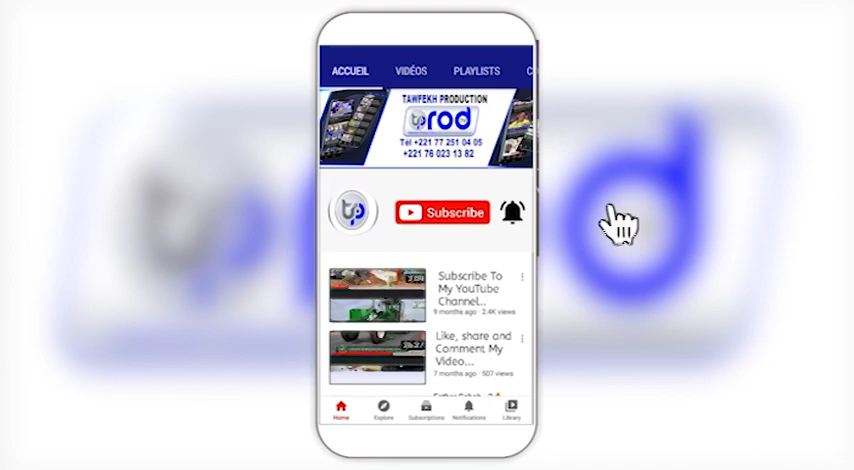 ACCUEIL VIDÉOS PLAYLISTS
TAWFEKH PRODUCTION
tprod
Tél +221 77 251 04 05
+221 76 023 13 82
tp
Subscribe
Subscribe To
My YouTube
Channel...
9 months ago · 2.4K views
Like, share and
Comment My
Video...
7 months ago · 507 views
Home Explore Subscriptions Notifications Library